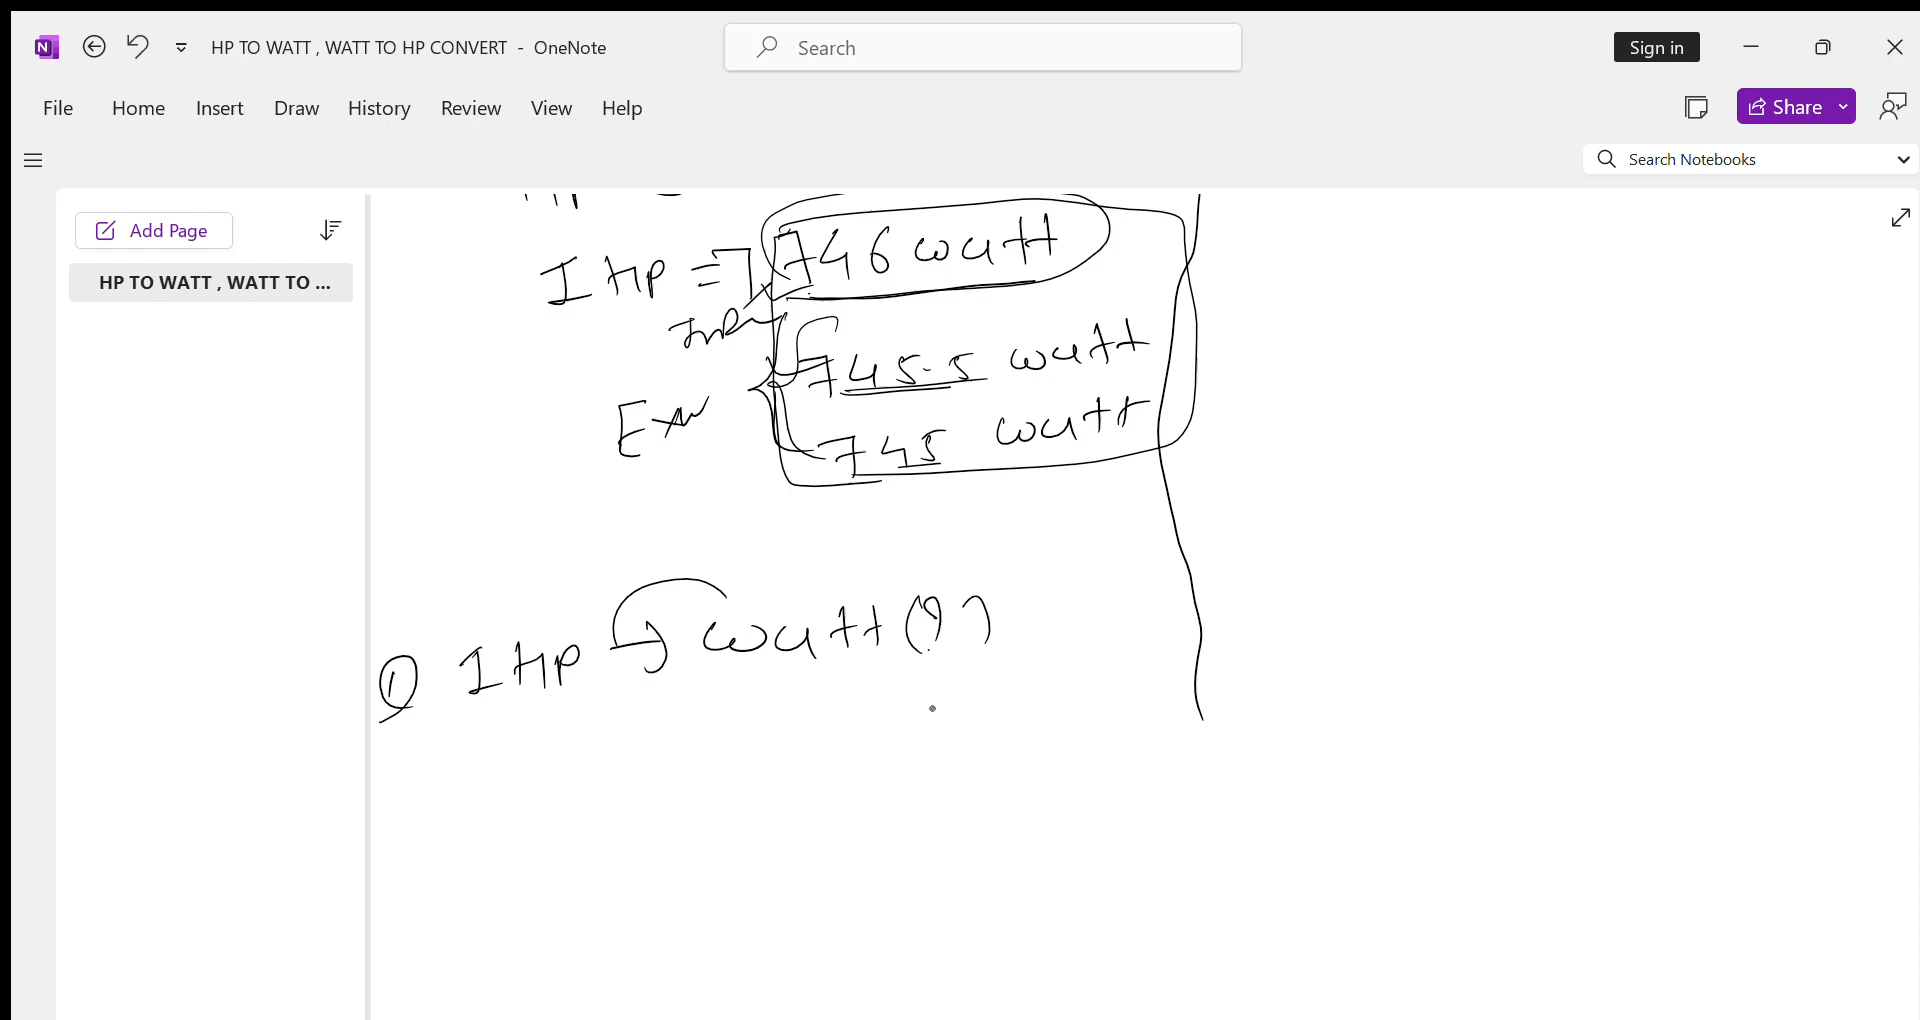 HP TO WATT , WATT TO HP CONVERT - OneNote
Search
Sign in
File Home Insert Draw History Review View Help
Share
Search Notebooks
Add Page
HP TO WATT , WATT TO ...
1 HP = 746 watt
745.5 watt
745 watt
① 1 HP → watt (?)